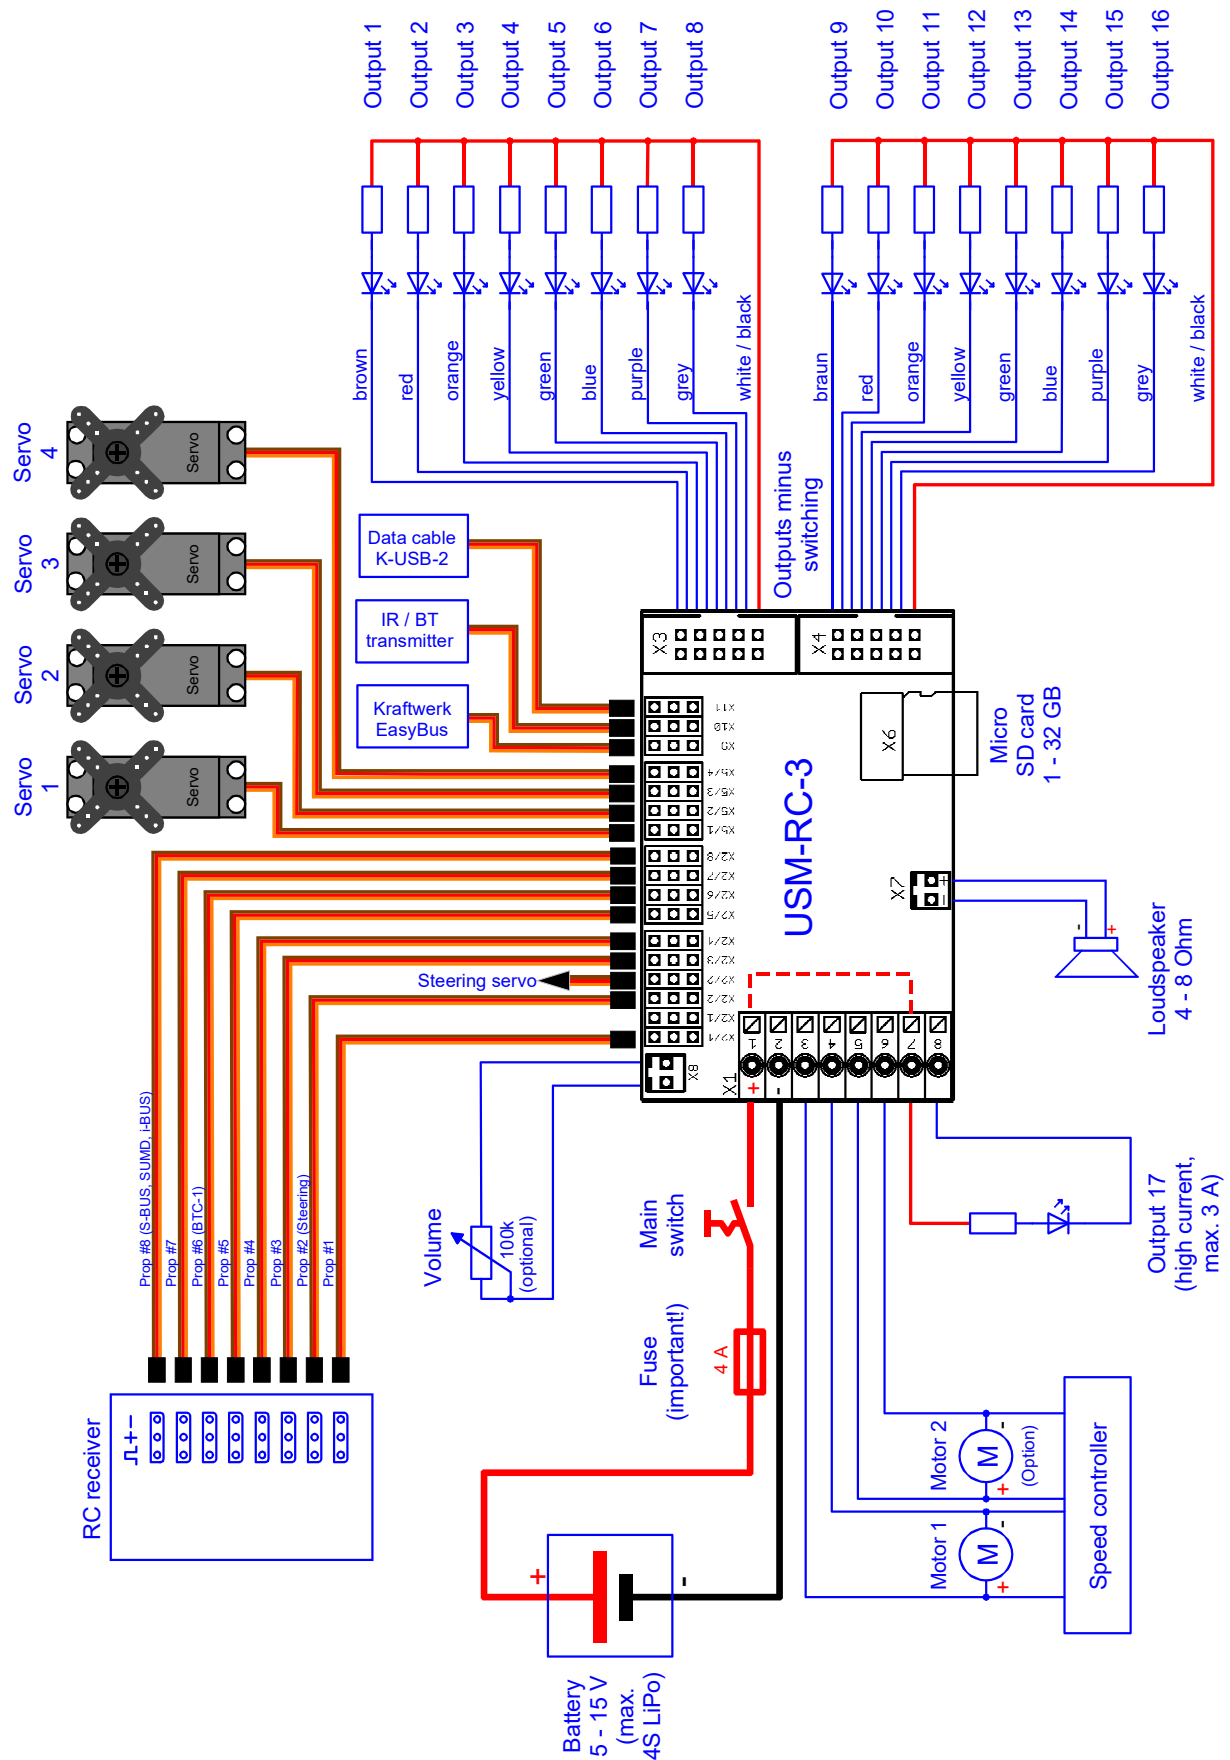 Output 1
Output 2
Output 3
Output 4
Output 5
Output 6
Output 7
Output 8
Output 9
Output 10
Output 11
Output 12
Output 13
Output 14
Output 15
Output 16
brown
red
orange
yellow
green
blue
purple
grey
white / black
braun
red
orange
yellow
green
blue
purple
grey
white / black
Servo
4
Servo
Servo
3
Servo
Servo
2
Servo
Servo
1
Servo
Data cable
K-USB-2
IR / BT
transmitter
Kraftwerk
EasyBus
Steering servo
Outputs minus
switching
X3
X4
X11
X10
X9
X5/4
X5/3
X5/2
X5/1
X2/8
X2/7
X2/6
X2/5
X2/1
X2/3
X2/2
X2/2
X2/1
X2/1
X8
X6
Micro
SD card
1 - 32 GB
USM-RC-3
X7
- +
- +
Loudspeaker
4 - 8 Ohm
X1
1 2 3 4 5 6 7 8
+ -
Prop #8 (S-BUS, SUMD, i-BUS)
Prop #7
Prop #6 (BTC-1)
Prop #5
Prop #4
Prop #3
Prop #2 (Steering)
Prop #1
RC receiver
+ -
Volume
100k
(optional)
Main
switch
Fuse
(important!)
4 A
Output 17
(high current,
max. 3 A)
Motor 1
M
+ -
Motor 2
M
(Option)
+ -
Speed controller
+ -
Battery
5 - 15 V
(max.
4S LiPo)